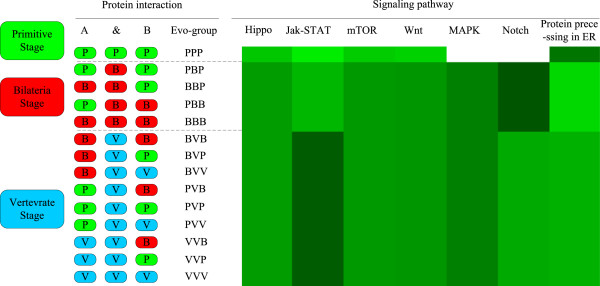 Protein interaction
Signaling pathway
A & B Evo-group
Hippo Jak-STAT mTOR Wnt MAPK Notch Protein prece
-ssing in ER
Primitive
Stage
P P P PPP
Bilateria
Stage
P B P PBP
B B P BBP
P B B PBB
B B B BBB
Vertevrate
Stage
B V B BVB
B V P BVP
B V V BVV
P V B PVB
P V P PVP
P V V PVV
V V B VVB
V V P VVP
V V V VVV